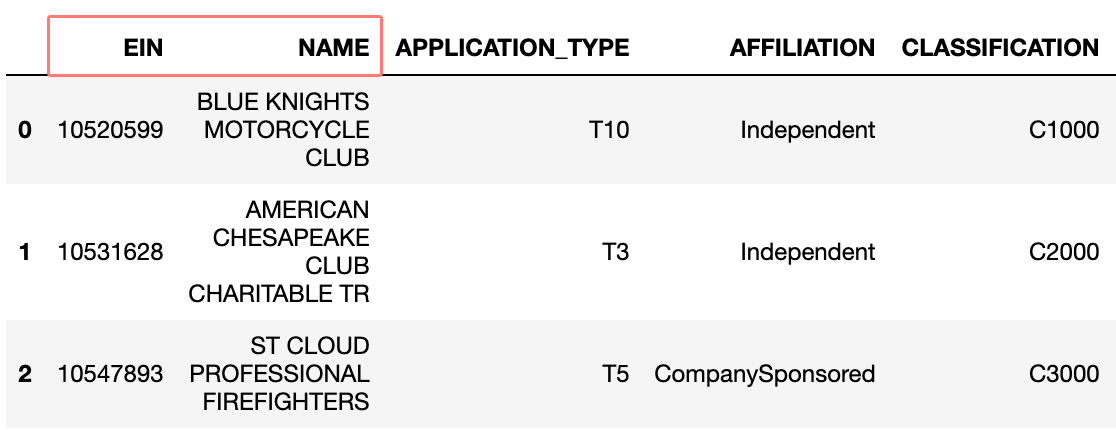 EIN NAME APPLICATION_TYPE AFFILIATION CLASSIFICATION
0 10520599 BLUE KNIGHTS MOTORCYCLE CLUB T10 Independent C1000
1 10531628 AMERICAN CHESAPEAKE CLUB CHARITABLE TR T3 Independent C2000
2 10547893 ST CLOUD PROFESSIONAL FIREFIGHTERS T5 CompanySponsored C3000